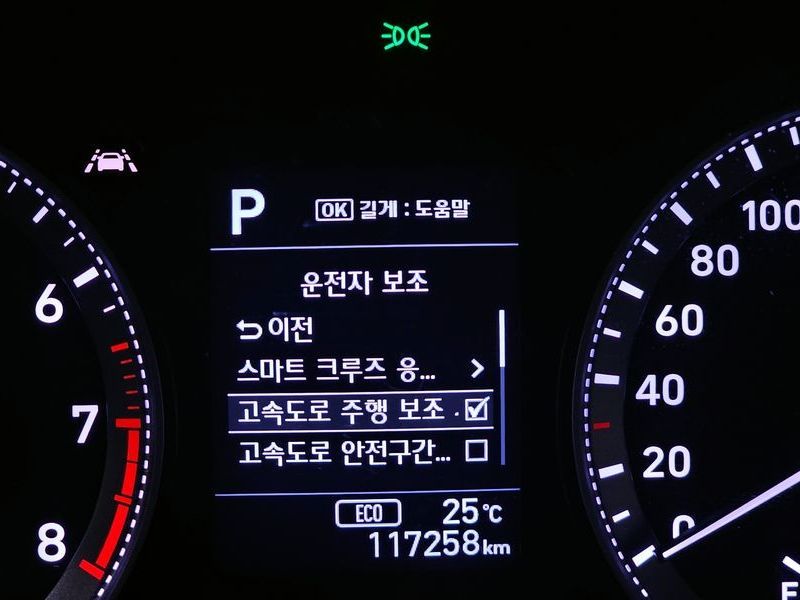 P
OK 길게 : 도움말
운전자 보조
이전
스마트 크루즈 응...
고속도로 주행 보조 .
고속도로 안전구간...
ECO 25℃
117258km
6
7
8
100
80
60
40
20
0